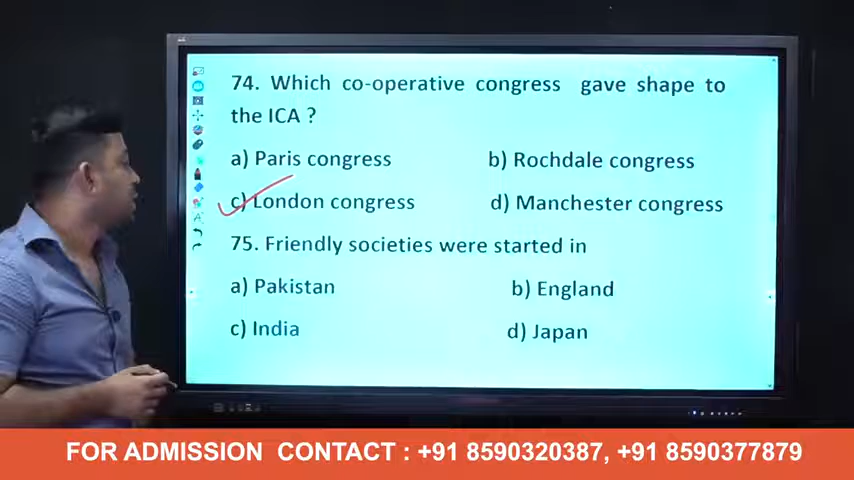 74. Which co-operative congress gave shape to
the ICA ?
a) Paris congress b) Rochdale congress
c) London congress d) Manchester congress
75. Friendly societies were started in
a) Pakistan b) England
c) India d) Japan
FOR ADMISSION CONTACT : +91 8590320387, +91 8590377879